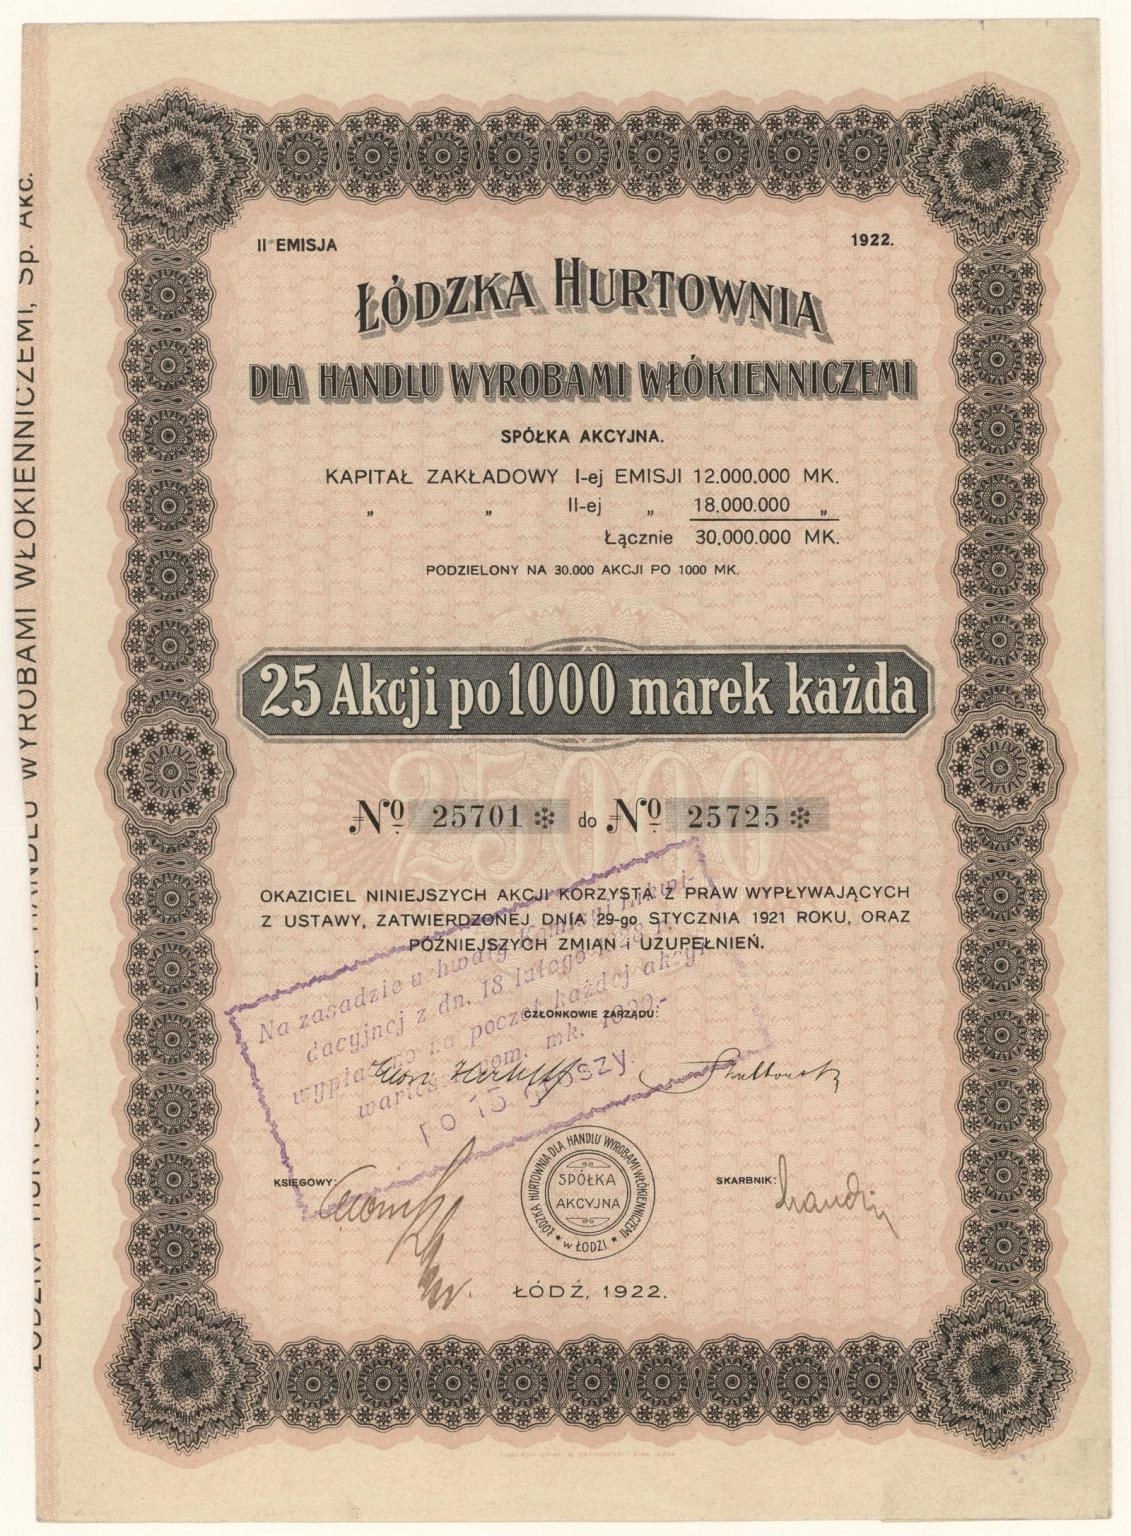 II EMISJA
1922.
ŁÓDZKA HURTOWNIA
DLA HANDLU WYROBAMI WŁÓKIENNICZEMI
SPÓŁKA AKCYJNA.
KAPITAŁ ZAKŁADOWY I-ej EMISJI 12.000.000 MK.
„ „ II-ej „ 18.000.000 „
Łącznie 30.000.000 MK.
PODZIELONY NA 30.000 AKCJI PO 1000 MK.
25 Akcji po 1000 marek każda
25000
№ 25701 * do № 25725 *
OKAZICIEL NINIEJSZYCH AKCJI KORZYSTA Z PRAW WYPŁYWAJĄCYCH
Z USTAWY, ZATWIERDZONEJ DNIA 29-go STYCZNIA 1921 ROKU, ORAZ
PÓŹNIEJSZYCH ZMIAN i UZUPEŁNIEŃ.
Na zasadzie uchwały Komisji Likwi-
dacyjnej z dn. 18 lutego
wypłacono na poczet każdej akcji
wartości nom. mk. 1000.-
po 15 groszy.
CZŁONKOWIE ZARZĄDU:
KSIĘGOWY:
SKARBNIK:
ŁÓDZKA HURTOWNIA DLA HANDLU WYROBAMI WŁÓKIENNICZEMI
SPÓŁKA
AKCYJNA
* w ŁODZI *
ŁÓDŹ, 1922.
ŁÓDZKA HURTOWNIA DLA HANDLU WYROBAMI WŁÓKIENNICZEMI, Sp. Akc.